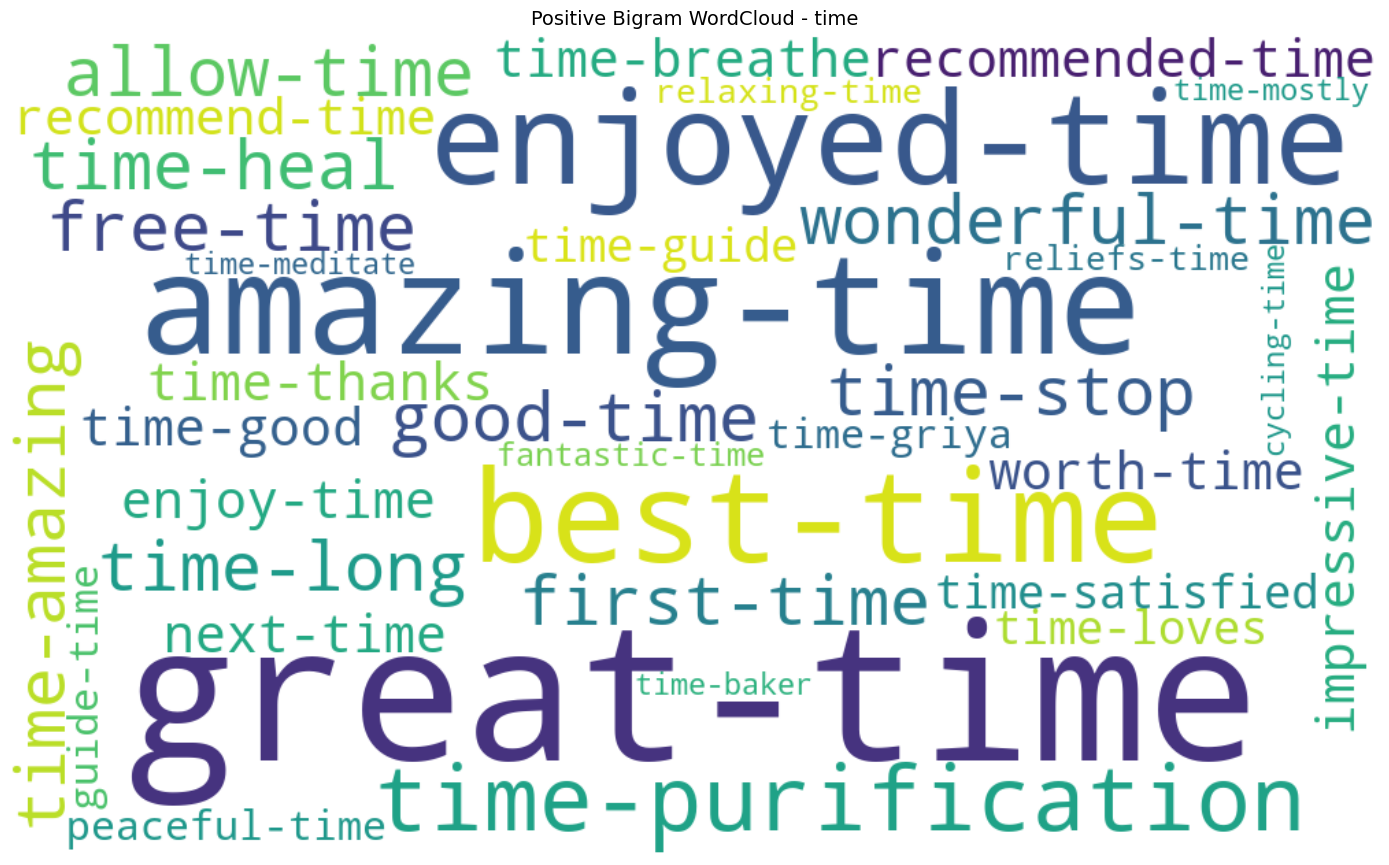 Positive Bigram WordCloud - time
allow-time
time-breathe
recommended-time
relaxing-time
time-mostly
recommend-time
enjoyed-time
time-heal
free-time
wonderful-time
time-guide
time-meditate
reliefs-time
cycling-time
impressive-time
amazing-time
time-amazing
time-thanks
time-stop
time-good
good-time
time-griya
fantastic-time
worth-time
enjoy-time
best-time
time-long
guide-time
first-time
time-satisfied
next-time
time-loves
great-time
time-baker
time-purification
peaceful-time